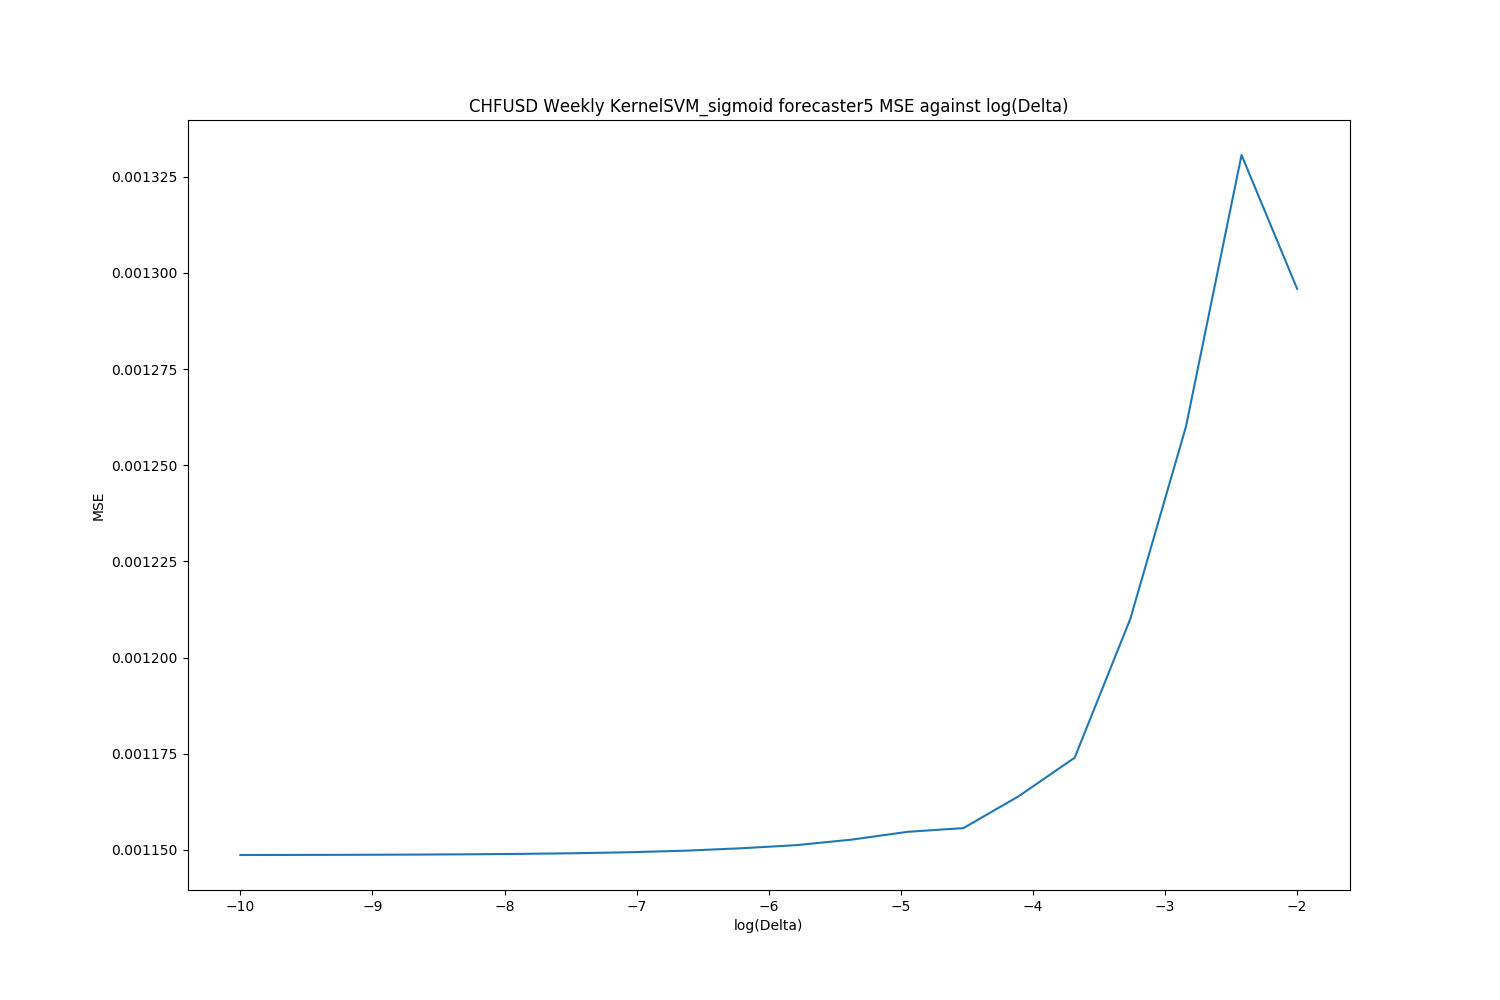 CHFUSD Weekly KernelSVM_sigmoid forecaster5 MSE against log(Delta)
0.001325
0.001300
0.001275
0.001250
MSE
0.001225
0.001200
0.001175
0.001150
−10 −9 −8 −7 −6 −5 −4 −3 −2
log(Delta)